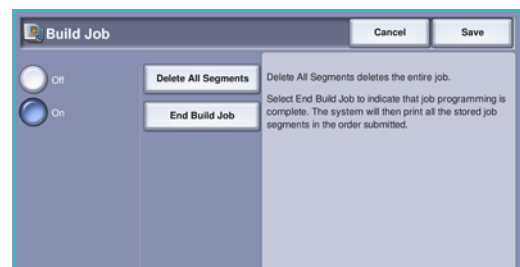 Build Job
Cancel
Save
Off
On
Delete All Segments
End Build Job
Delete All Segments deletes the entire job.
Select End Build Job to indicate that job programming is
complete. The system will then print all the stored job
segments in the order submitted.